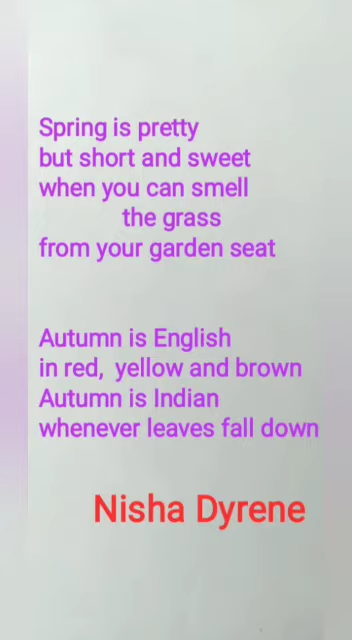 Spring is pretty
but short and sweet
when you can smell
the grass
from your garden seat
Autumn is English
in red, yellow and brown
Autumn is Indian
whenever leaves fall down
Nisha Dyrene